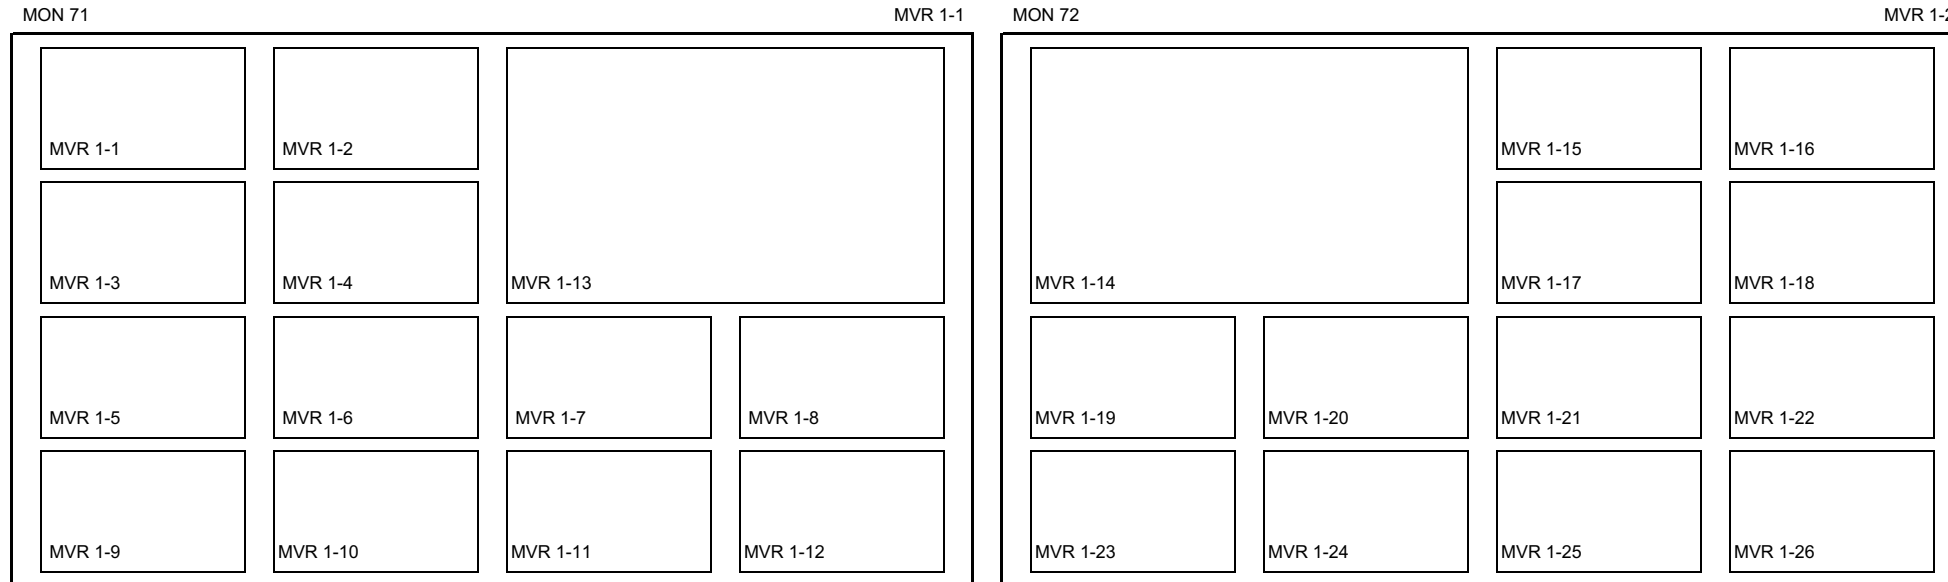 MON 71 MVR 1-1
MVR 1-1 MVR 1-2
MVR 1-3 MVR 1-4 MVR 1-13
MVR 1-5 MVR 1-6 MVR 1-7 MVR 1-8
MVR 1-9 MVR 1-10 MVR 1-11 MVR 1-12
MON 72 MVR 1-2
MVR 1-15 MVR 1-16
MVR 1-14 MVR 1-17 MVR 1-18
MVR 1-19 MVR 1-20 MVR 1-21 MVR 1-22
MVR 1-23 MVR 1-24 MVR 1-25 MVR 1-26